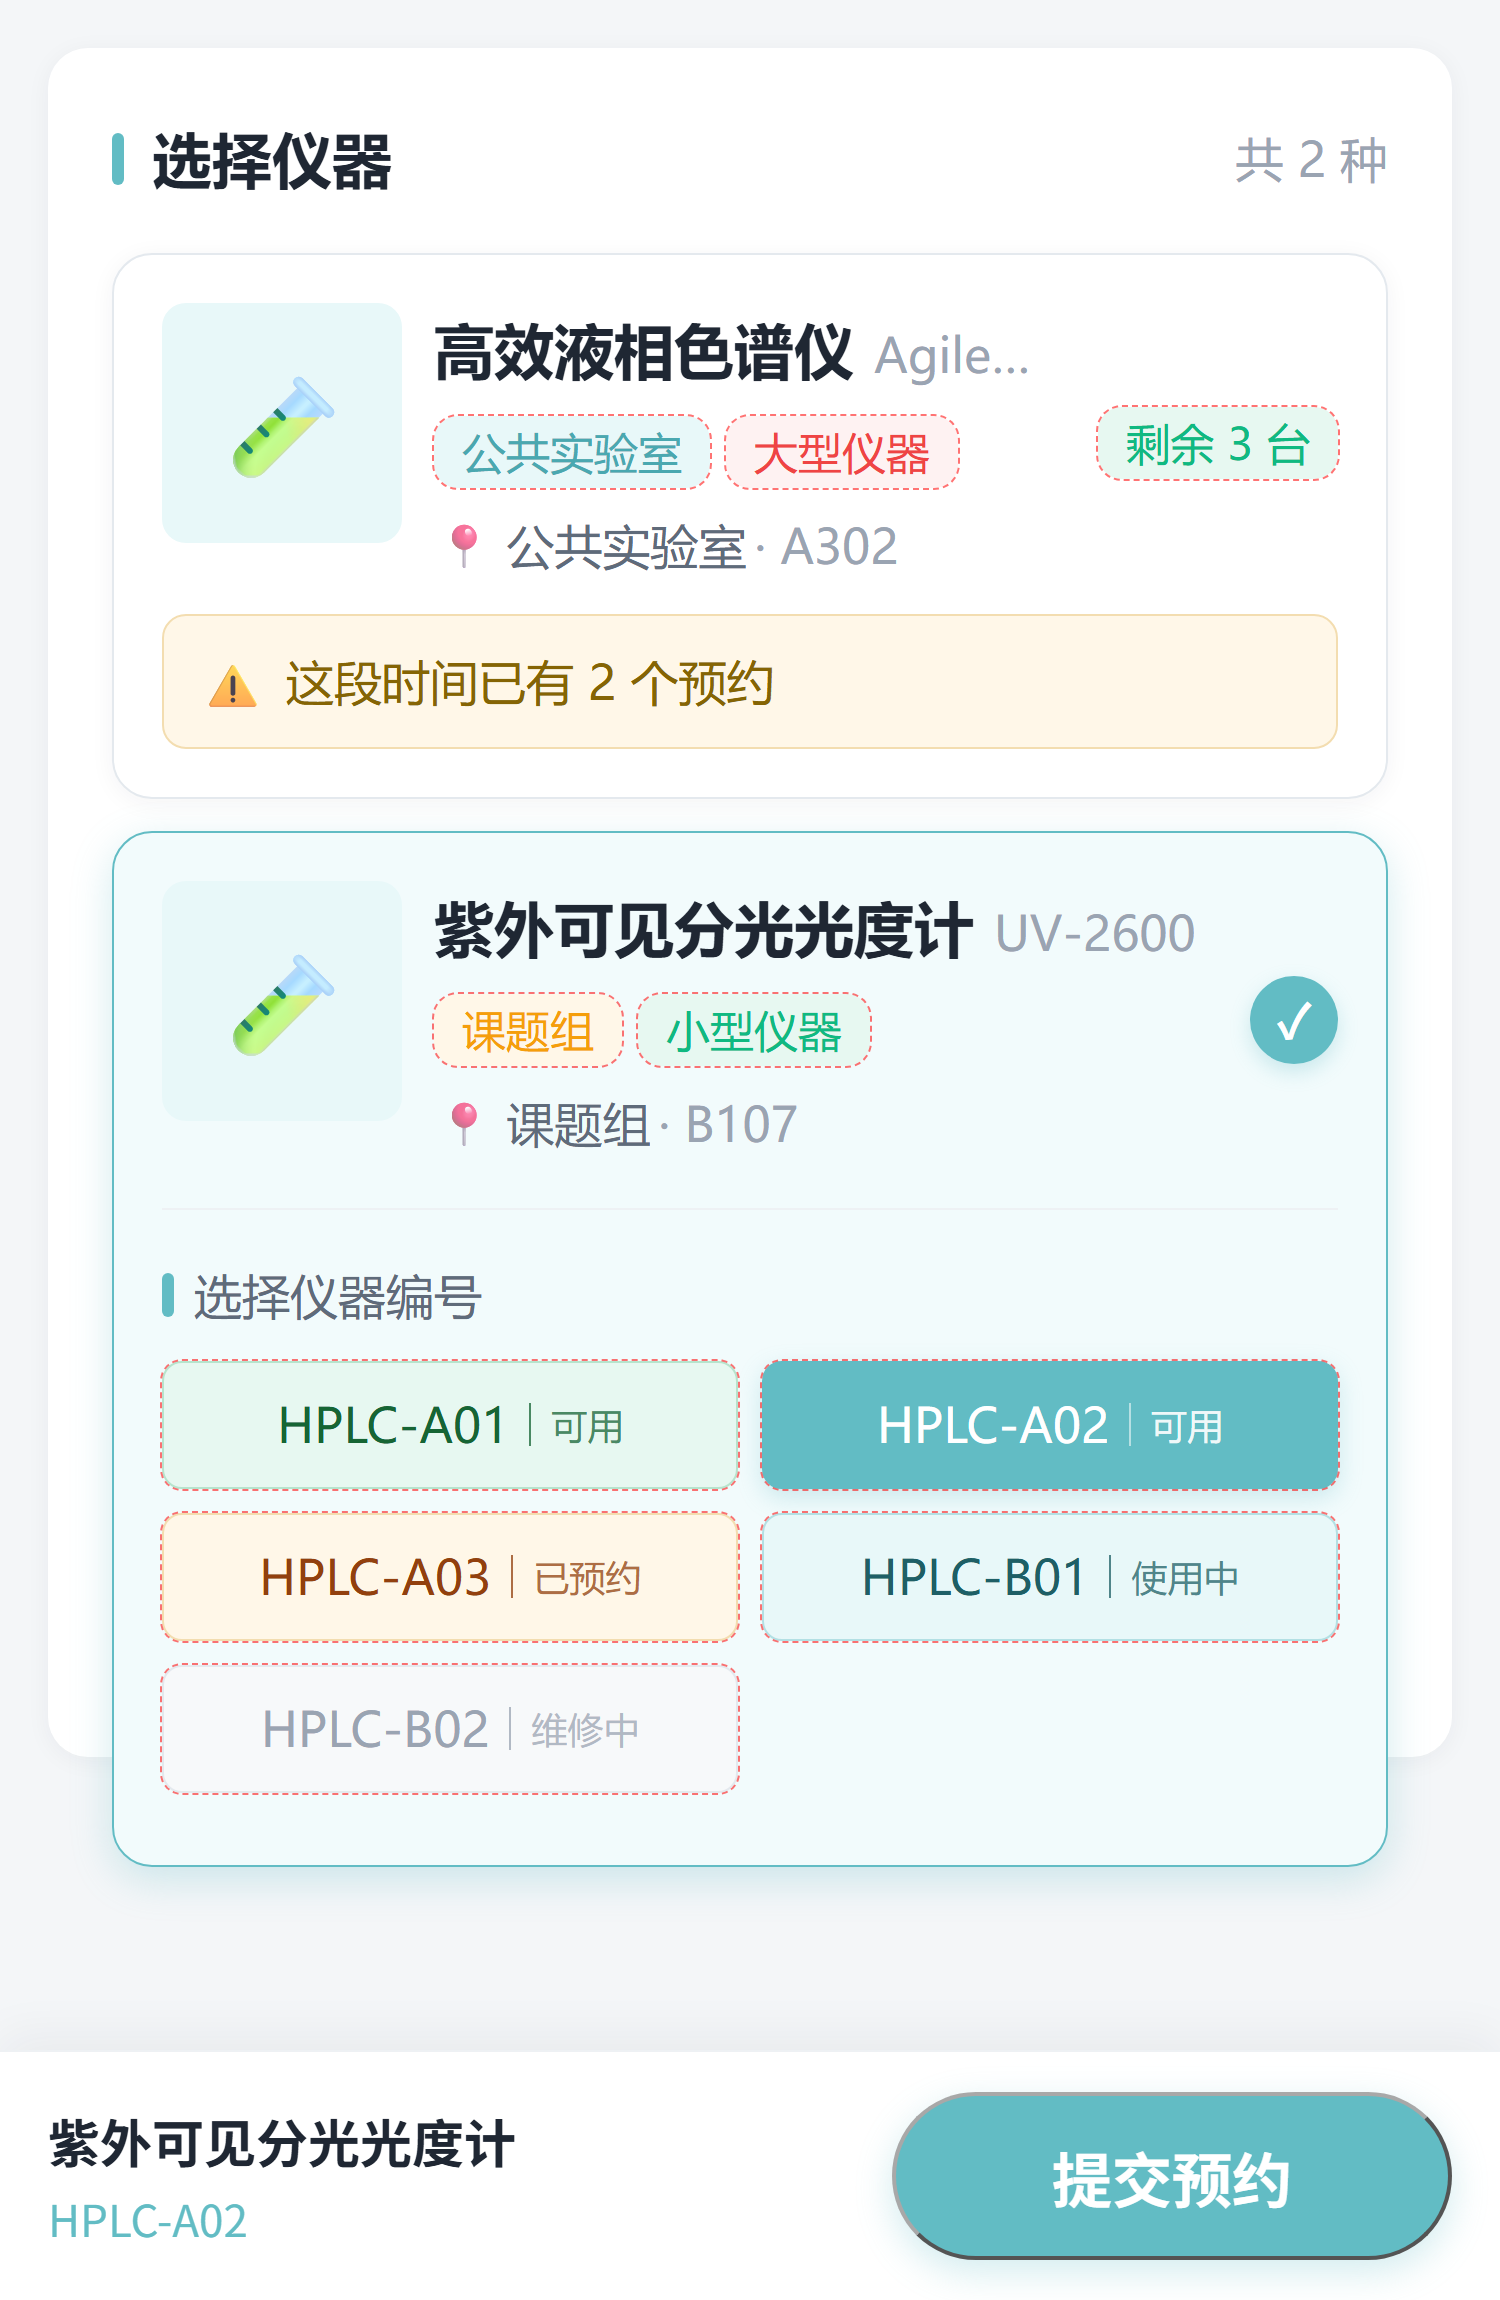 选择仪器 共 2 种
高效液相色谱仪 Agile...
公共实验室 大型仪器 剩余 3 台
公共实验室 · A302
这段时间已有 2 个预约
紫外可见分光光度计 UV-2600
课题组 小型仪器
课题组 · B107
选择仪器编号
HPLC-A01 可用 HPLC-A02 可用
HPLC-A03 已预约 HPLC-B01 使用中
HPLC-B02 维修中
紫外可见分光光度计
HPLC-A02
提交预约